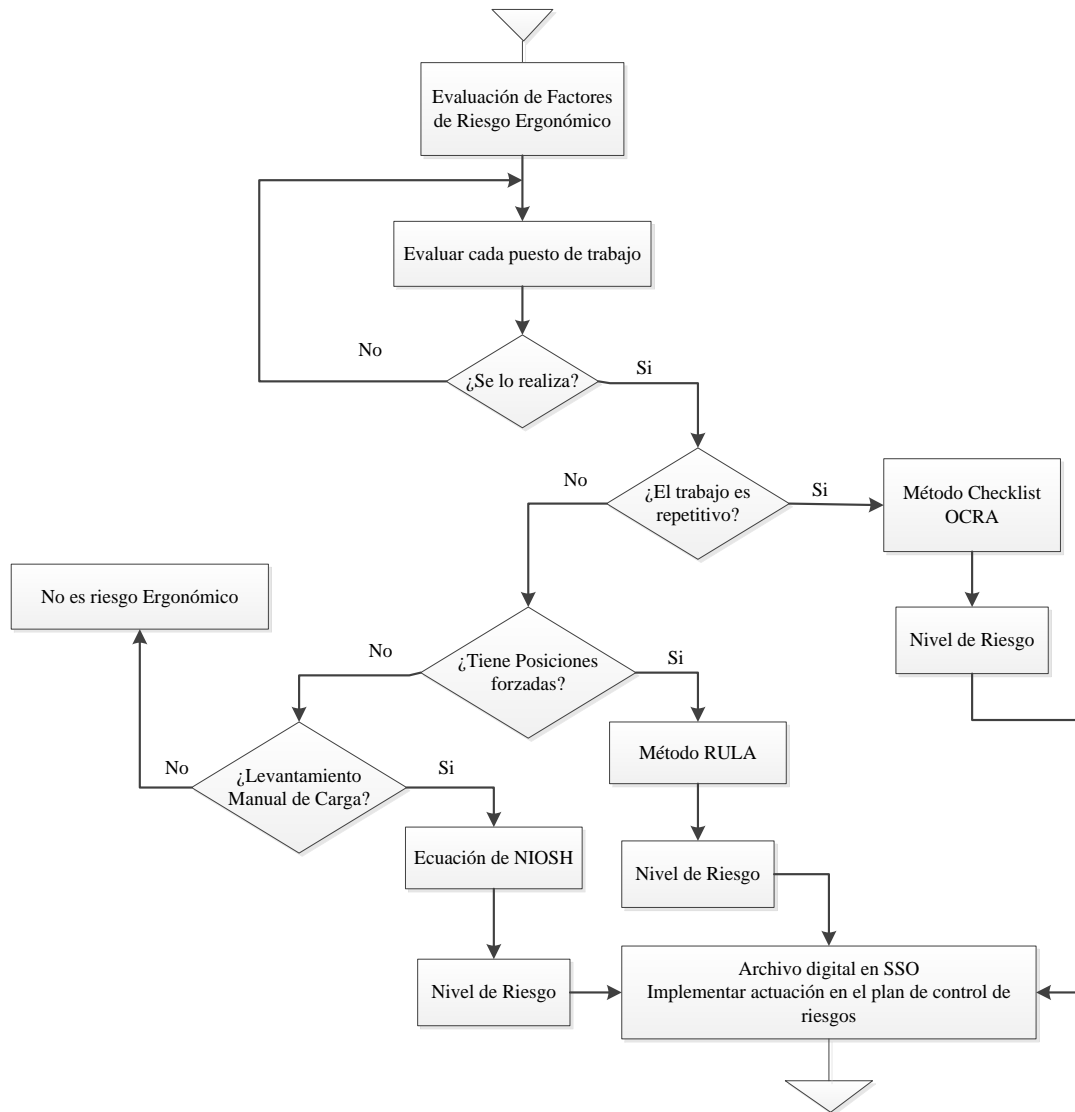 Evaluación de Factores
de Riesgo Ergonómico
Evaluar cada puesto de trabajo
No
¿Se lo realiza?
Si
No
¿El trabajo es
repetitivo?
Si
Método Checklist
OCRA
No es riesgo Ergonómico
Nivel de Riesgo
No
¿Tiene Posiciones
forzadas?
Si
Método RULA
No
¿Levantamiento
Manual de Carga?
Si
Ecuación de NIOSH
Nivel de Riesgo
Nivel de Riesgo
Archivo digital en SSO
Implementar actuación en el plan de control de
riesgos